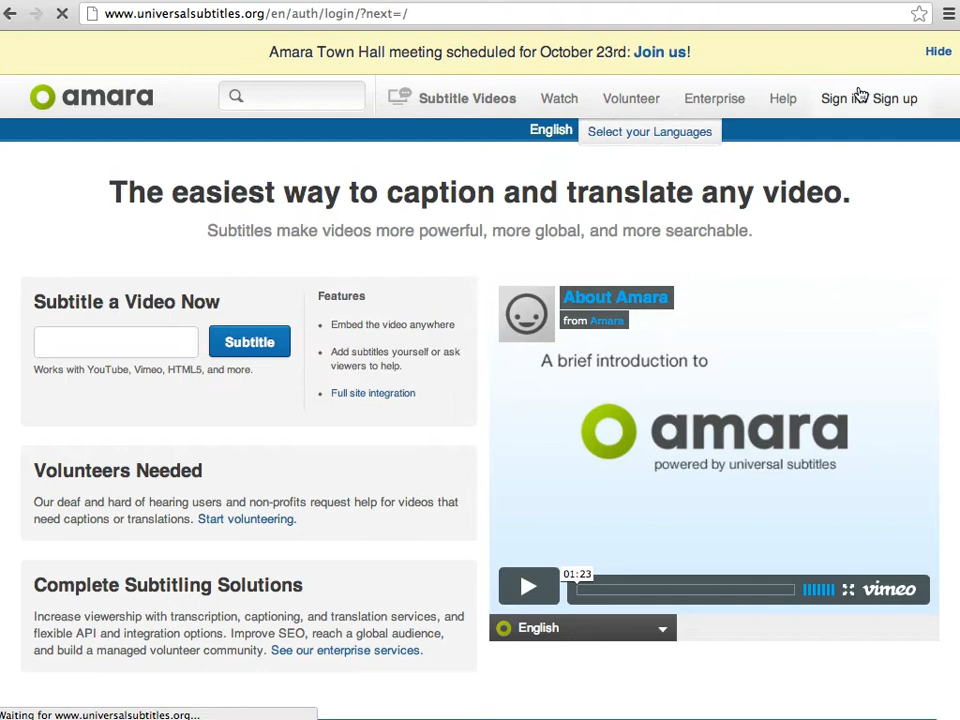 www.universalsubtitles.org/en/auth/login/?next=/
Amara Town Hall meeting scheduled for October 23rd: Join us!
Hide
amara
Subtitle Videos
Watch
Volunteer
Enterprise
Help
Sign in Sign up
English
Select your Languages
The easiest way to caption and translate any video.
Subtitles make videos more powerful, more global, and more searchable.
Subtitle a Video Now
Subtitle
Works with YouTube, Vimeo, HTML5, and more.
Features
• Embed the video anywhere
• Add subtitles yourself or ask
viewers to help.
• Full site integration
Volunteers Needed
Our deaf and hard of hearing users and non-profits request help for videos that
need captions or translations. Start volunteering.
Complete Subtitling Solutions
Increase viewership with transcription, captioning, and translation services, and
flexible API and integration options. Improve SEO, reach a global audience,
and build a managed volunteer community. See our enterprise services.
About Amara
from Amara
A brief introduction to
amara
powered by universal subtitles
01:23
vimeo
English
Waiting for www.universalsubtitles.org...